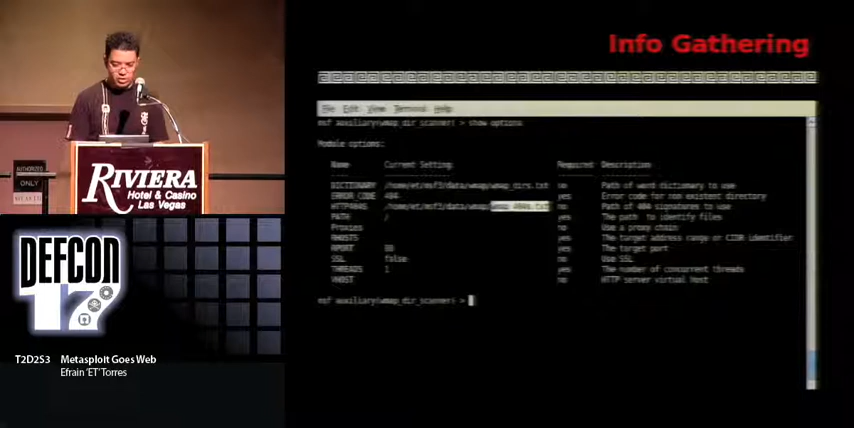 Info Gathering
AUTHORIZED
ONLY
RIVIERA
Hotel & Casino
Las Vegas
DEFCON
17
T2D2S3 Metasploit Goes Web
Efrain 'ET' Torres
File Edit View Terminal Help
msf auxiliary(wmap_dir_scanner) > show options
Module options:
Name Current Setting Required Description
DICTIONARY /home/et/msf3/data/wmap/wmap_dirs.txt no Path of word dictionary to use
ERROR_CODE 404 yes Error code for non existent directory
HTTP404S /home/et/msf3/data/wmap/wmap_404s.txt no Path of 404 signatures to use
PATH / yes The path to identify files
Proxies no Use a proxy chain
RHOSTS yes The target address range or CIDR identifier
RPORT 80 yes The target port
SSL false no Use SSL
THREADS 1 yes The number of concurrent threads
VHOST no HTTP server virtual host
msf auxiliary(wmap_dir_scanner) >